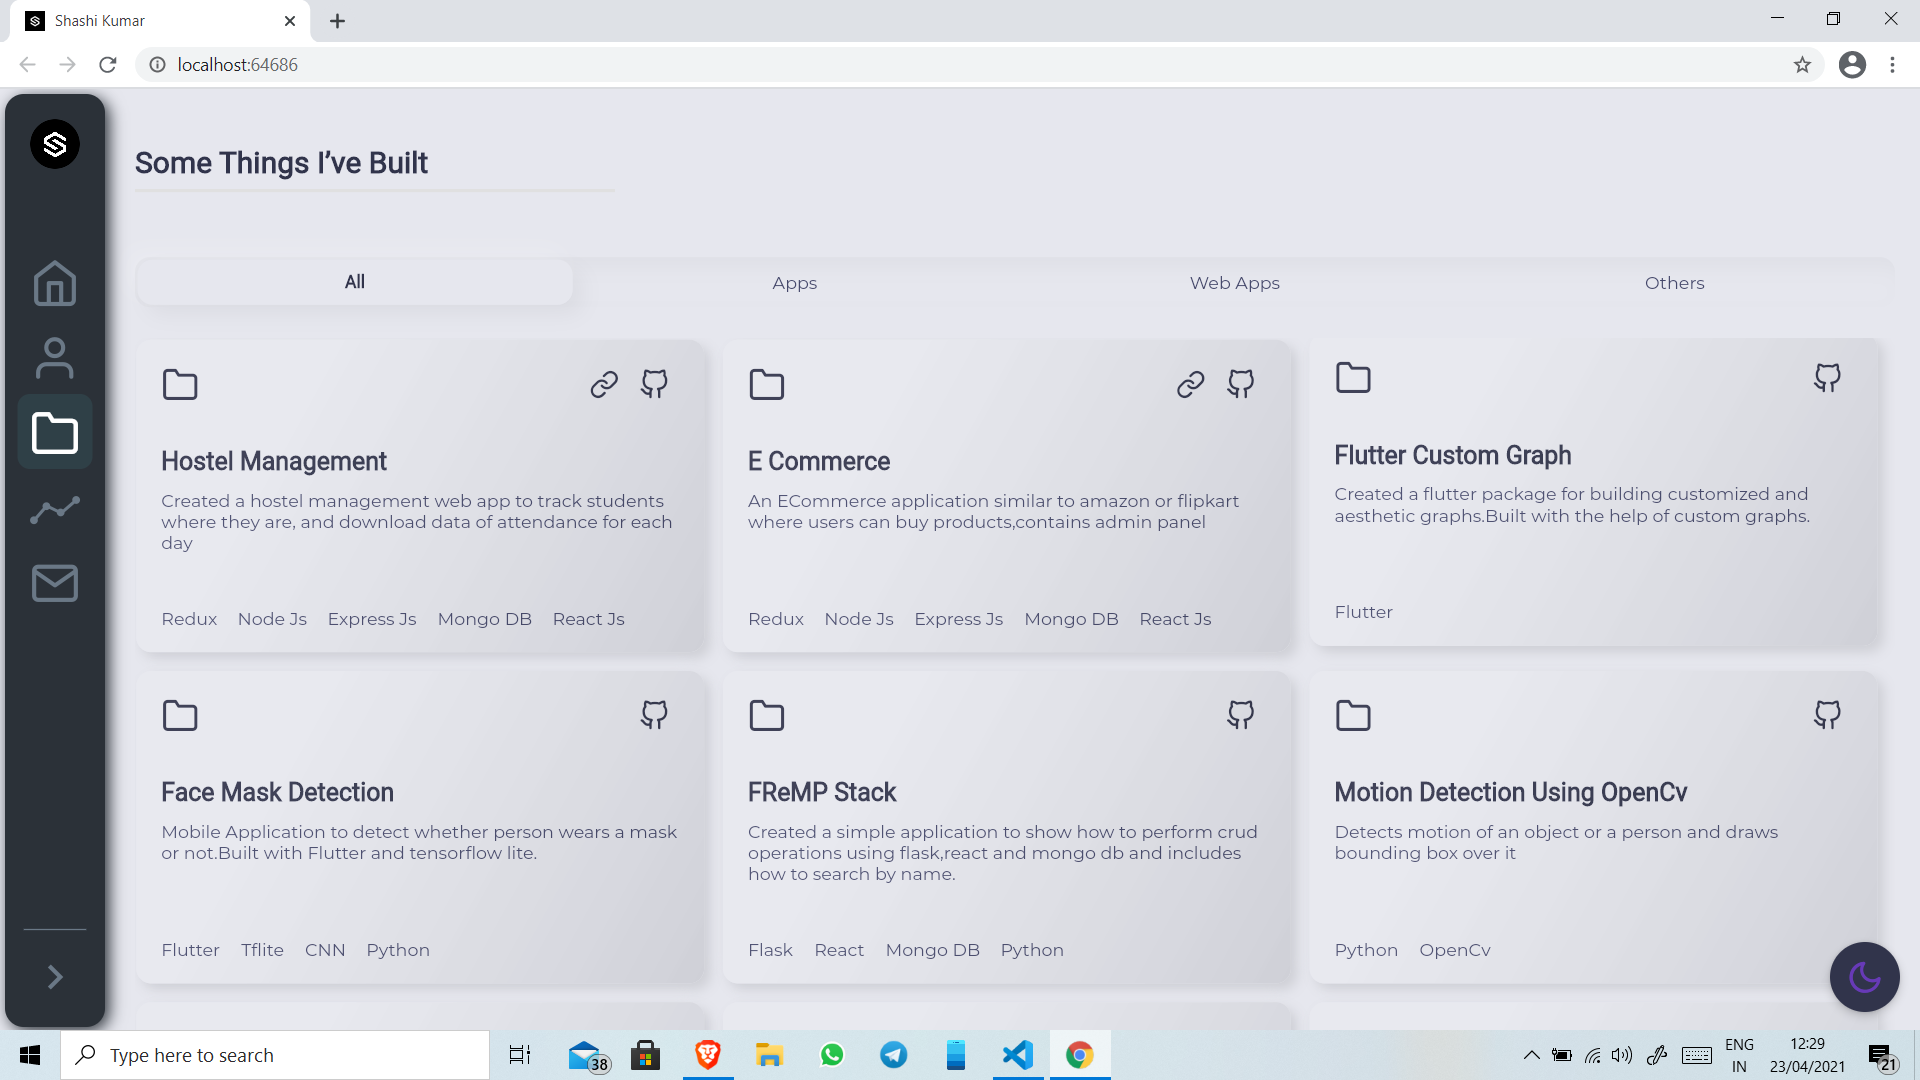 Shashi Kumar
localhost:64686
Some Things I’ve Built
All
Apps
Web Apps
Others
Hostel Management
Created a hostel management web app to track students
where they are, and download data of attendance for each
day
Redux Node Js Express Js Mongo DB React Js
E Commerce
An ECommerce application similar to amazon or flipkart
where users can buy products,contains admin panel
Redux Node Js Express Js Mongo DB React Js
Flutter Custom Graph
Created a flutter package for building customized and
aesthetic graphs.Built with the help of custom graphs.
Flutter
Face Mask Detection
Mobile Application to detect whether person wears a mask
or not.Built with Flutter and tensorflow lite.
Flutter Tflite CNN Python
FReMP Stack
Created a simple application to show how to perform crud
operations using flask,react and mongo db and includes
how to search by name.
Flask React Mongo DB Python
Motion Detection Using OpenCv
Detects motion of an object or a person and draws
bounding box over it
Python OpenCv
Type here to search
38
ENG
IN
12:29
23/04/2021
21